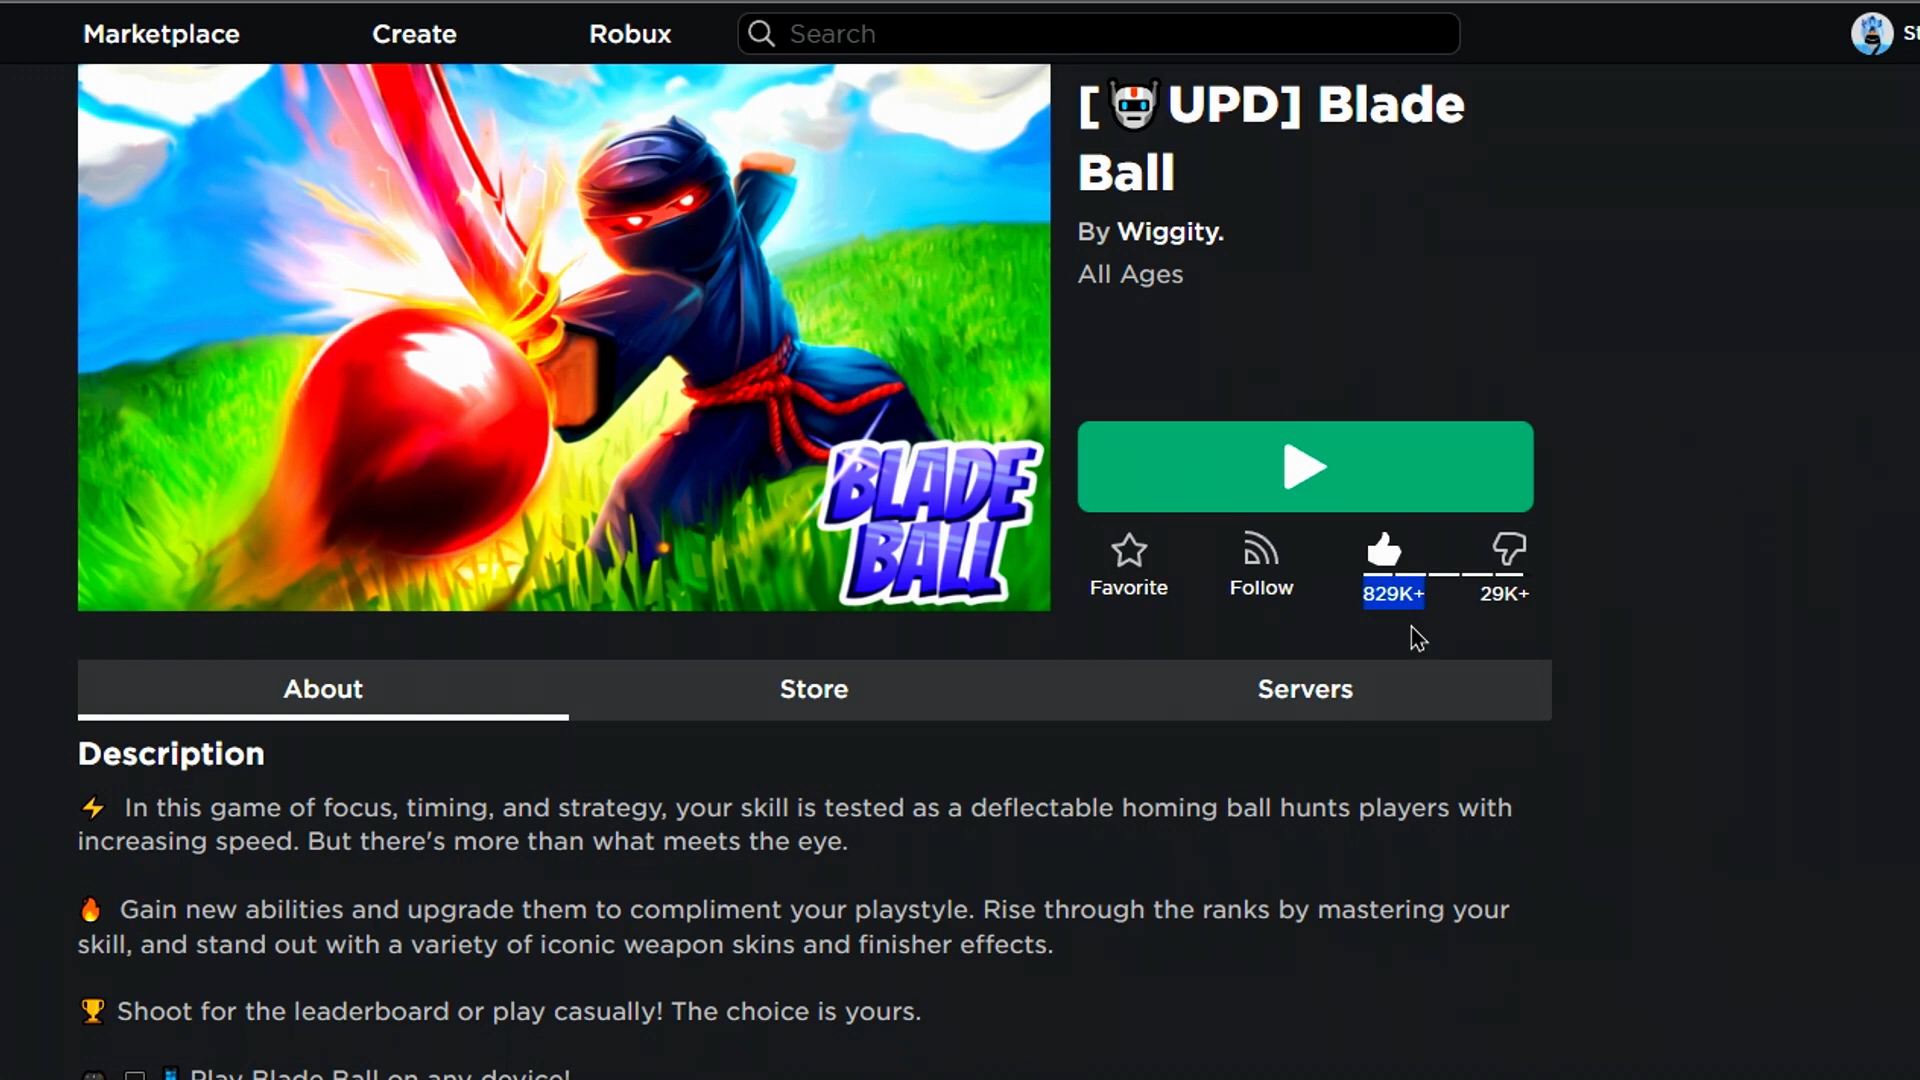 Marketplace
Create
Robux
Search
St
[🤖UPD] Blade
Ball
By Wiggity.
All Ages
BLADE
BALL
Favorite
Follow
829K+
29K+
About
Store
Servers
Description
⚡ In this game of focus, timing, and strategy, your skill is tested as a deflectable homing ball hunts players with
increasing speed. But there's more than what meets the eye.
🔥 Gain new abilities and upgrade them to compliment your playstyle. Rise through the ranks by mastering your
skill, and stand out with a variety of iconic weapon skins and finisher effects.
🏆 Shoot for the leaderboard or play casually! The choice is yours.
🎮 💻 📱 Play Blade Ball on any device!